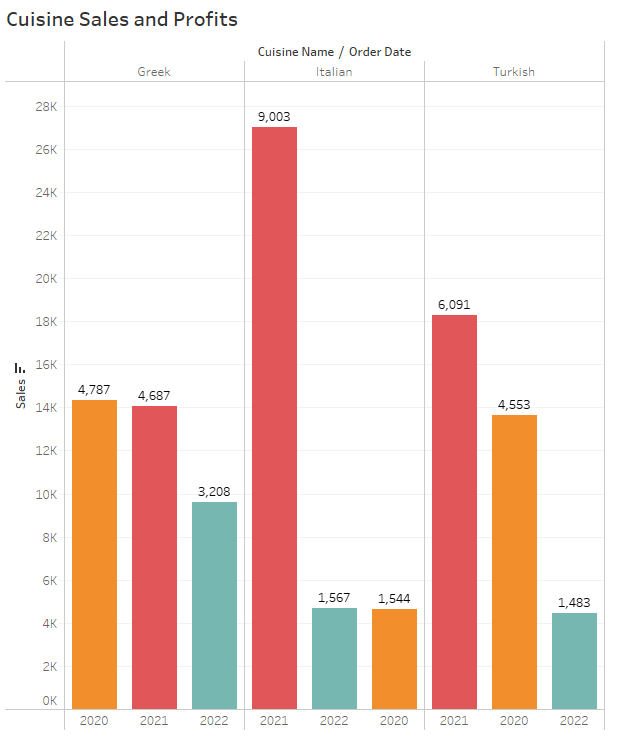 Cuisine Sales and Profits
Cuisine Name / Order Date
Greek Italian Turkish
28K
26K
24K
22K
20K
18K
16K
14K
12K
10K
8K
6K
4K
2K
0K
Sales
9,003
6,091
4,787
4,687
4,553
3,208
1,567
1,544
1,483
2020 2021 2022 2021 2022 2020 2021 2020 2022